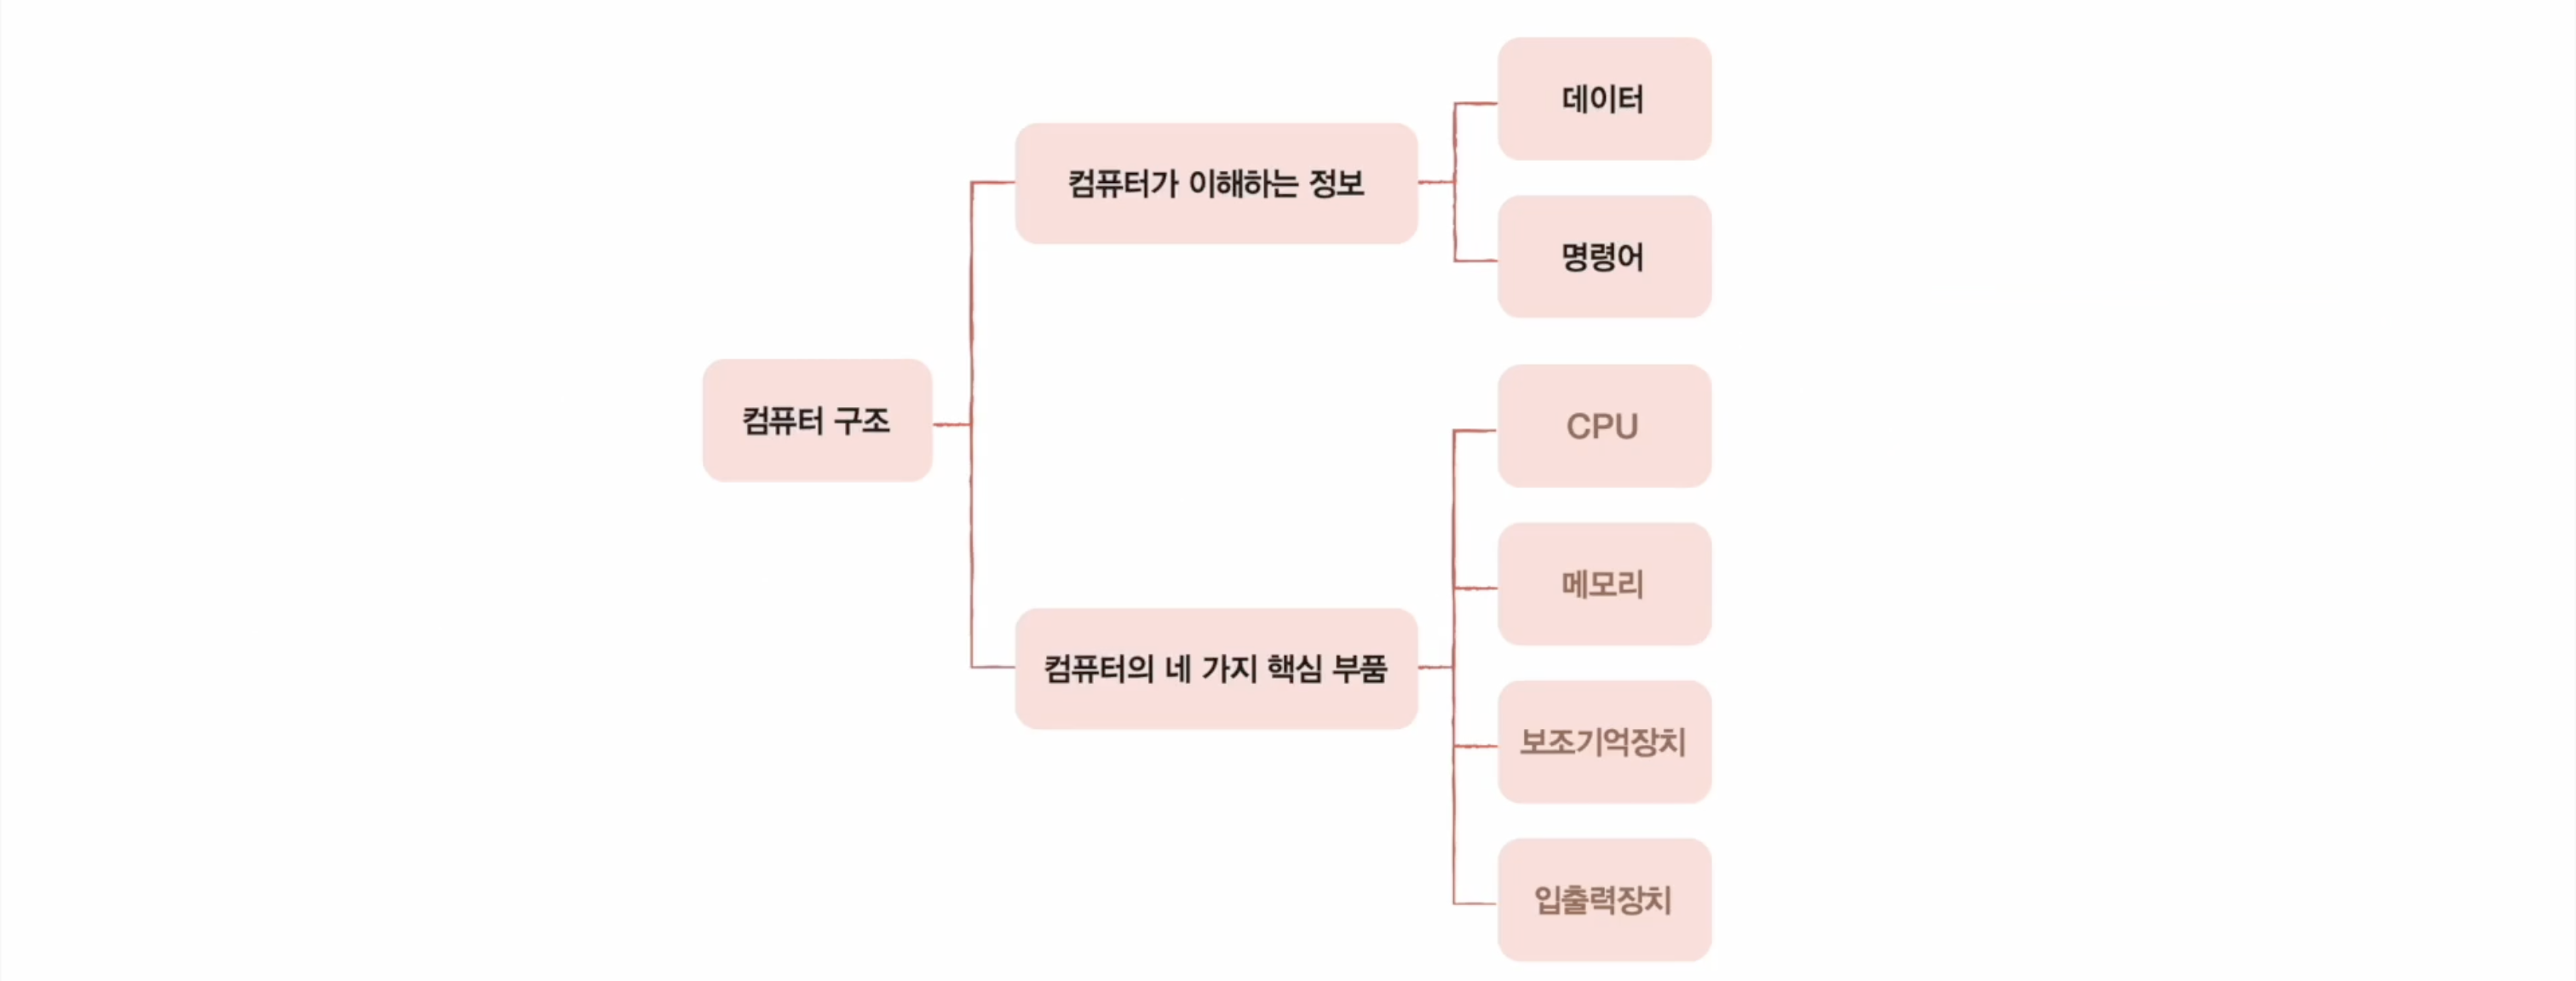 컴퓨터 구조
컴퓨터가 이해하는 정보
데이터
명령어
컴퓨터의 네 가지 핵심 부품
CPU
메모리
보조기억장치
입출력장치